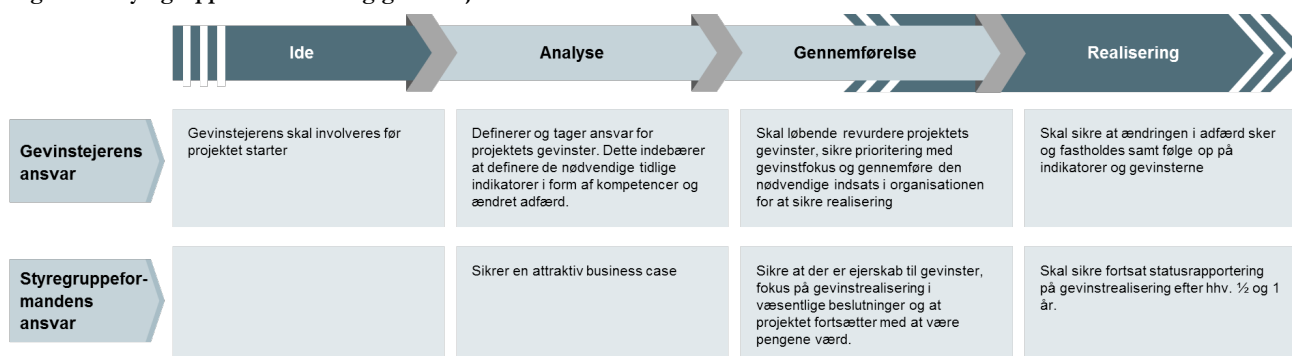 Ide
Analyse
Gennemførelse
Realisering
Gevinstejerens
ansvar
Gevinstejerens skal involveres før
projektet starter
Definerer og tager ansvar for
projektets gevinster. Dette indebærer
at definere de nødvendige tidlige
indikatorer i form af kompetencer og
ændret adfærd.
Skal løbende revurdere projektets
gevinster, sikre prioritering med
gevinstfokus og gennemføre den
nødvendige indsats i organisationen
for at sikre realisering
Skal sikre at ændringen i adfærd sker
og fastholdes samt følge op på
indikatorer og gevinsterne
Styregruppefor-
mandens
ansvar
Sikrer en attraktiv business case
Sikre at der er ejerskab til gevinster,
fokus på gevinstrealisering i
væsentlige beslutninger og at
projektet fortsætter med at være
pengene værd.
Skal sikre fortsat statusrapportering
på gevinstrealisering efter hhv. ½ og 1
år.